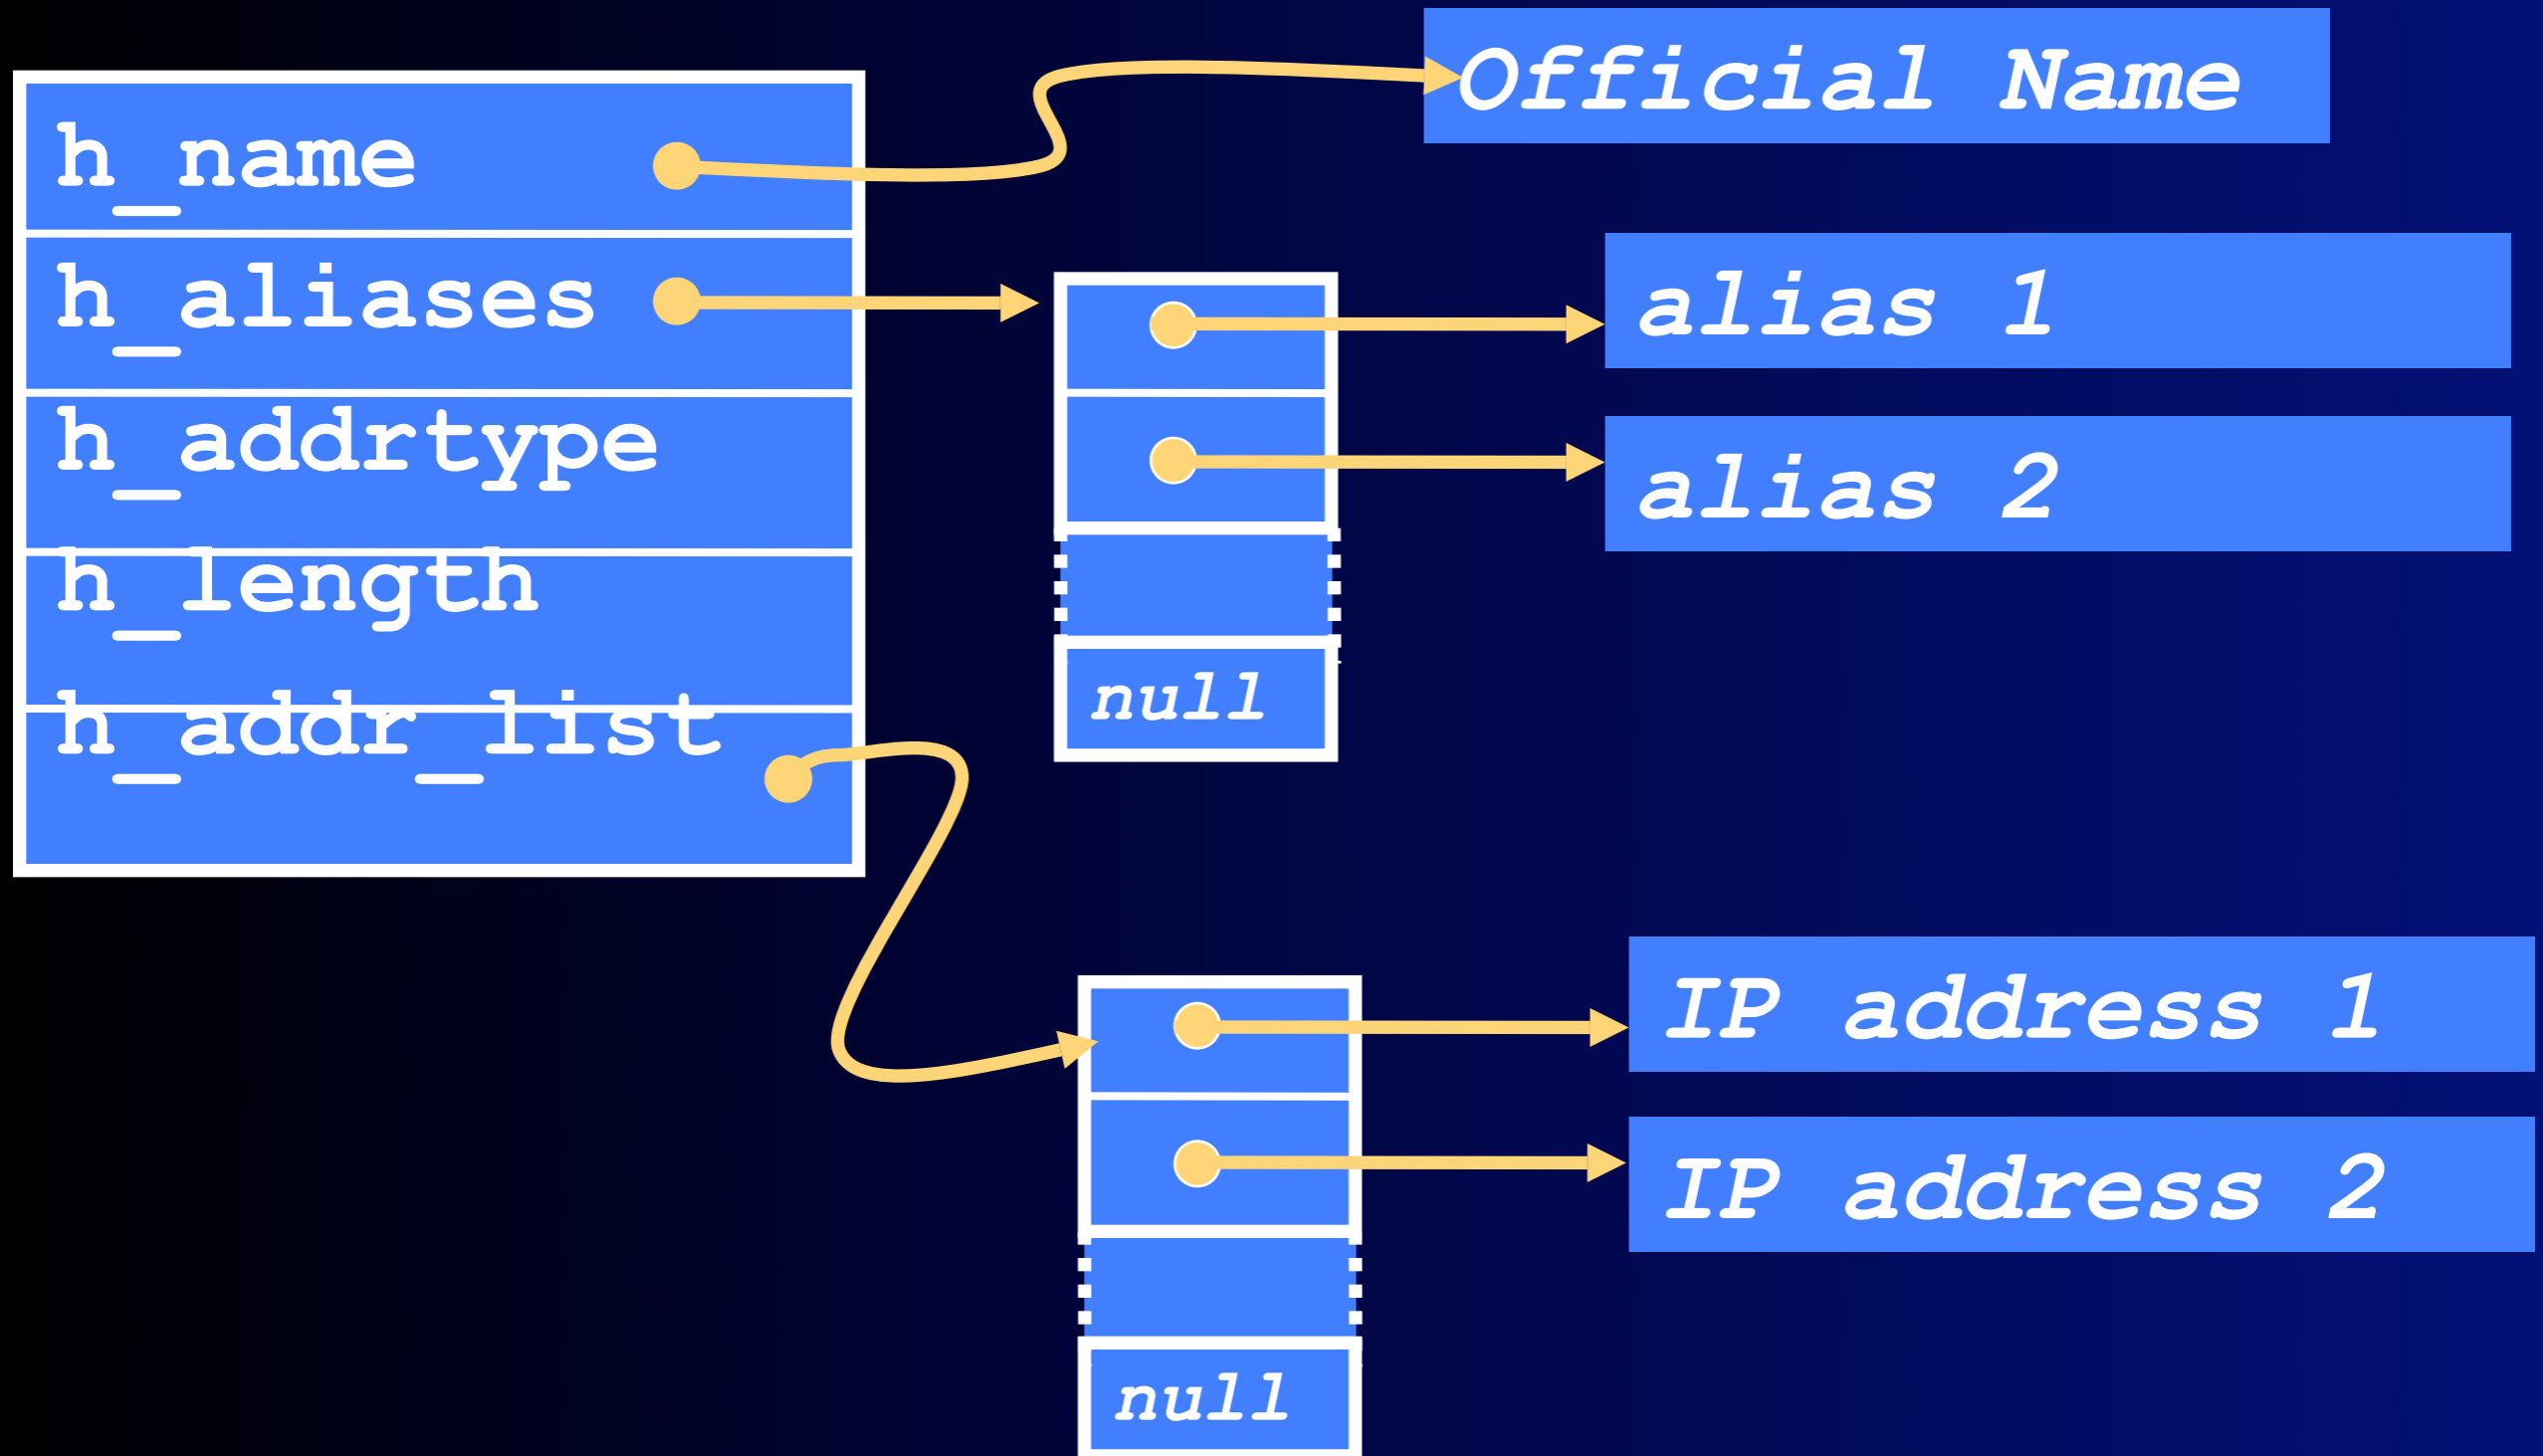 h_name
h_aliases
h_addrtype
h_length
h_addr_list
Official Name
alias 1
alias 2
null
IP address 1
IP address 2
null